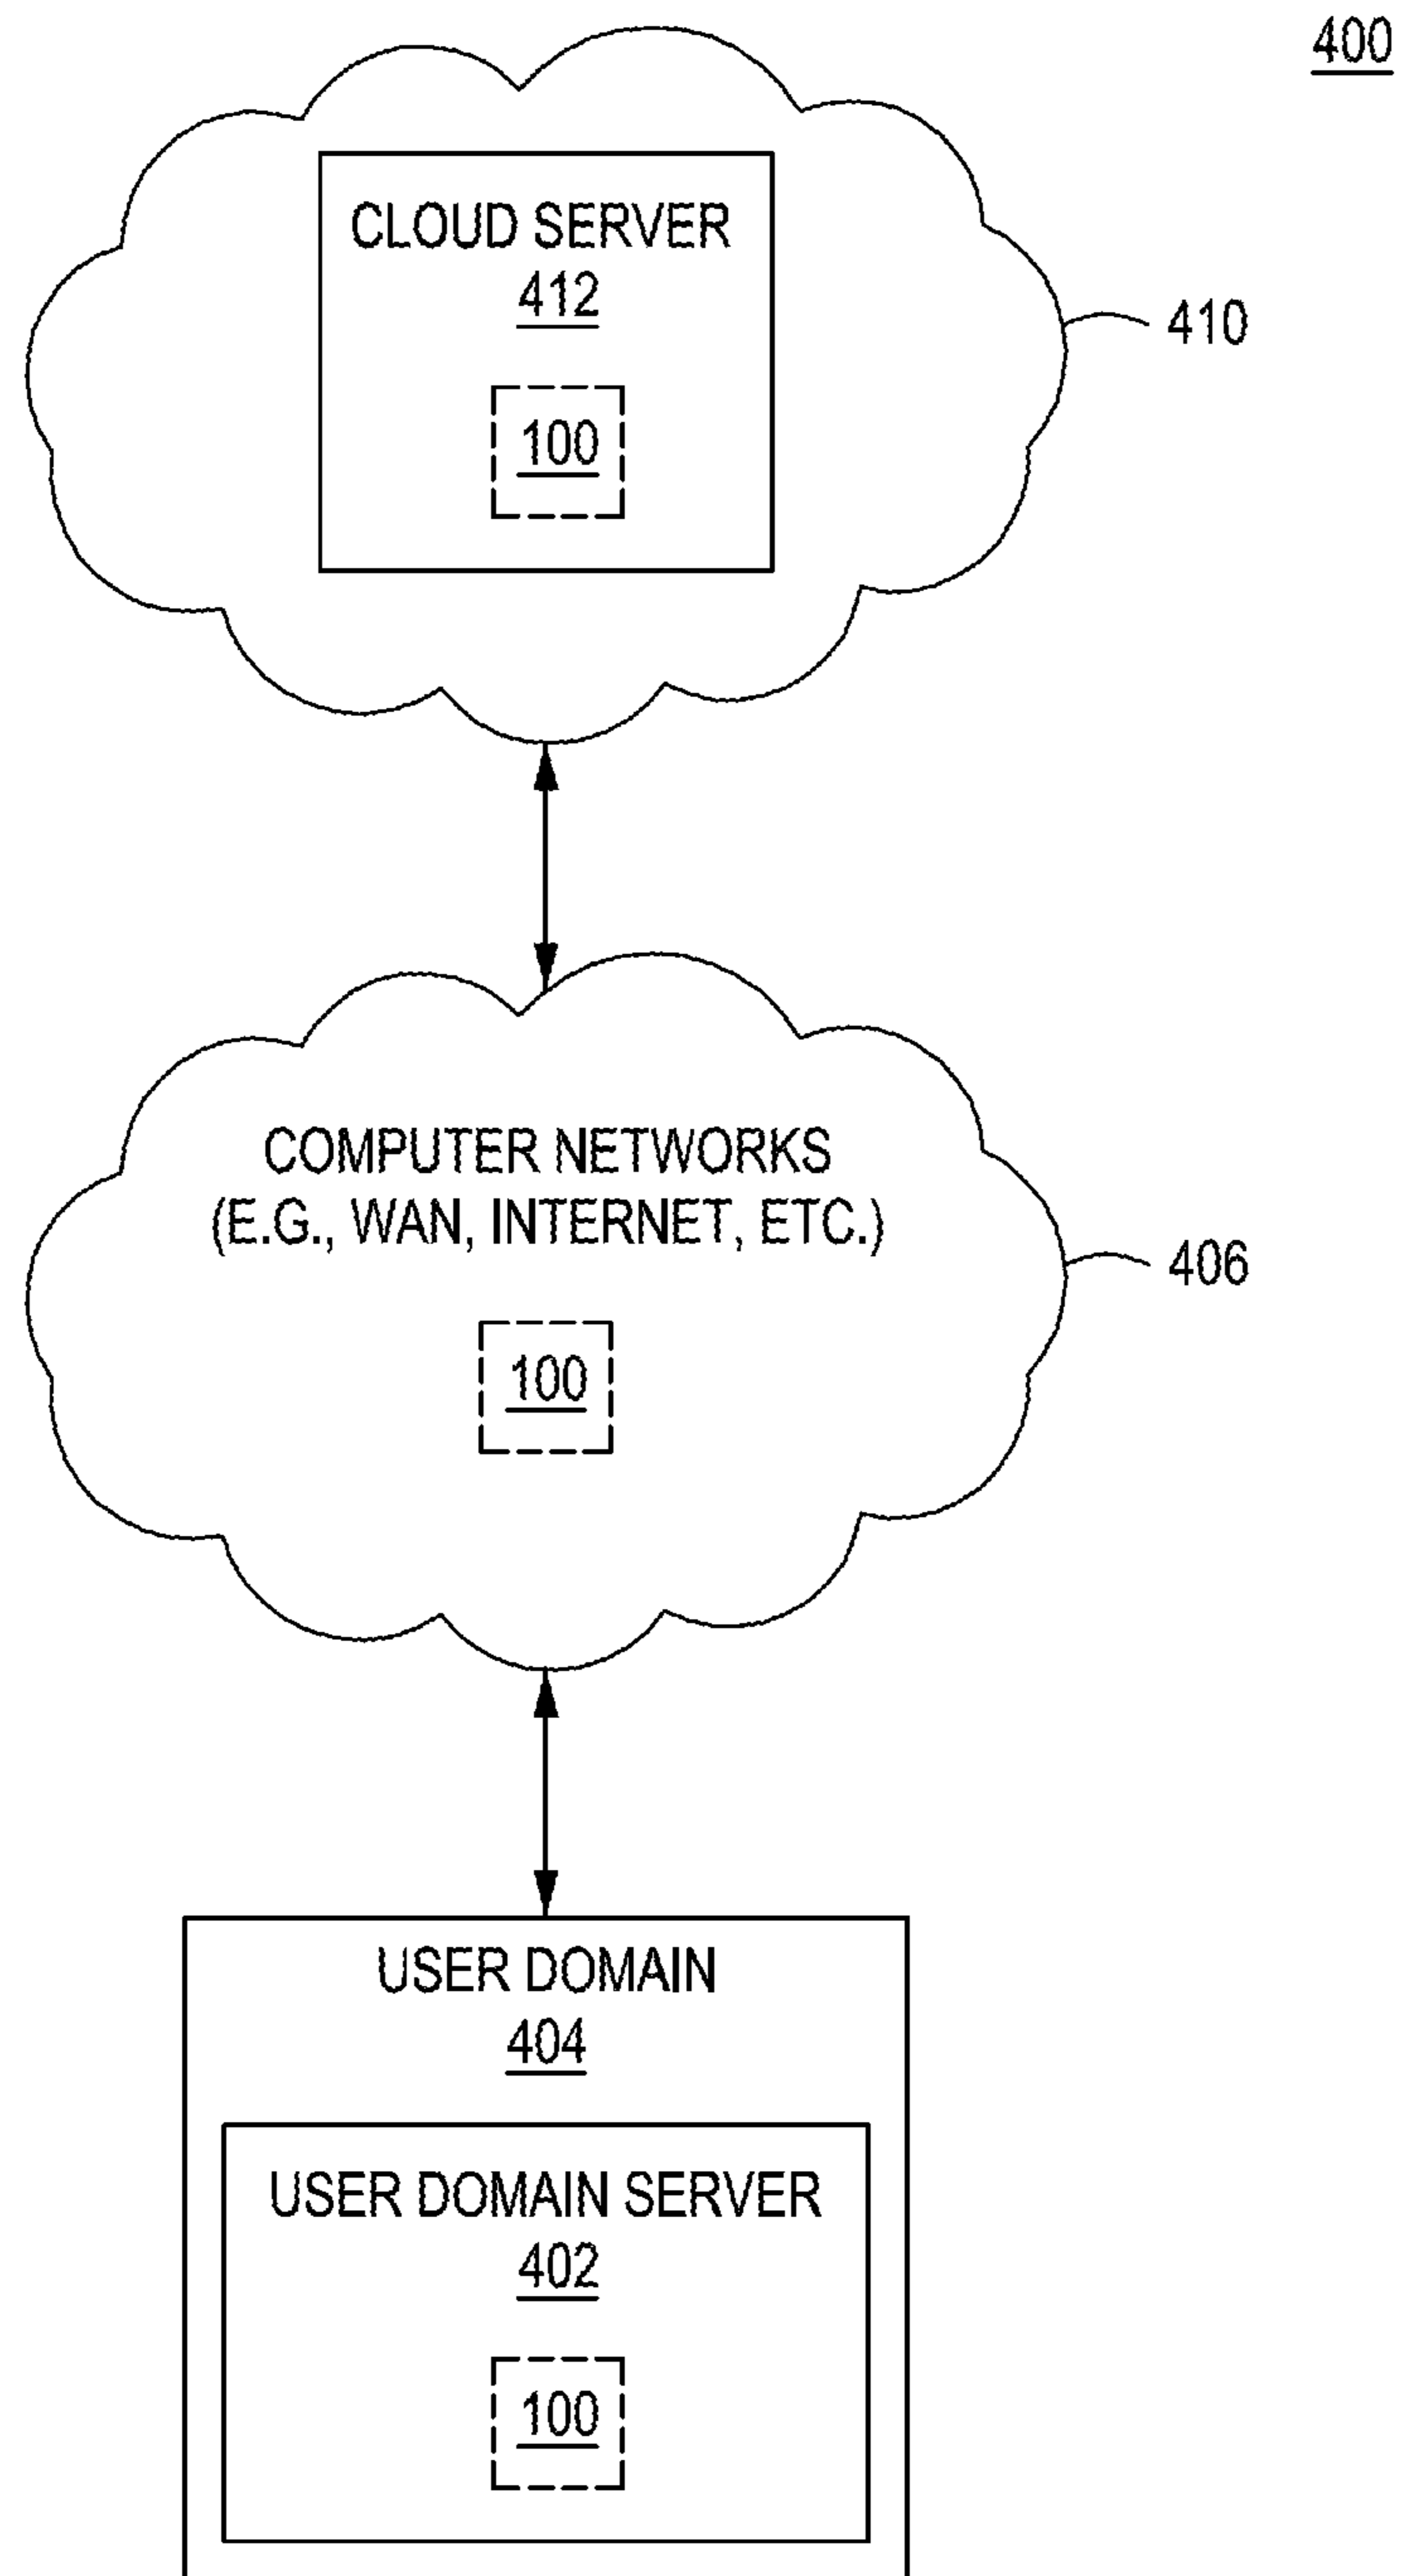 400
CLOUD SERVER
412
100
410
COMPUTER NETWORKS
(E.G., WAN, INTERNET, ETC.)
406
100
USER DOMAIN
404
USER DOMAIN SERVER
402
100